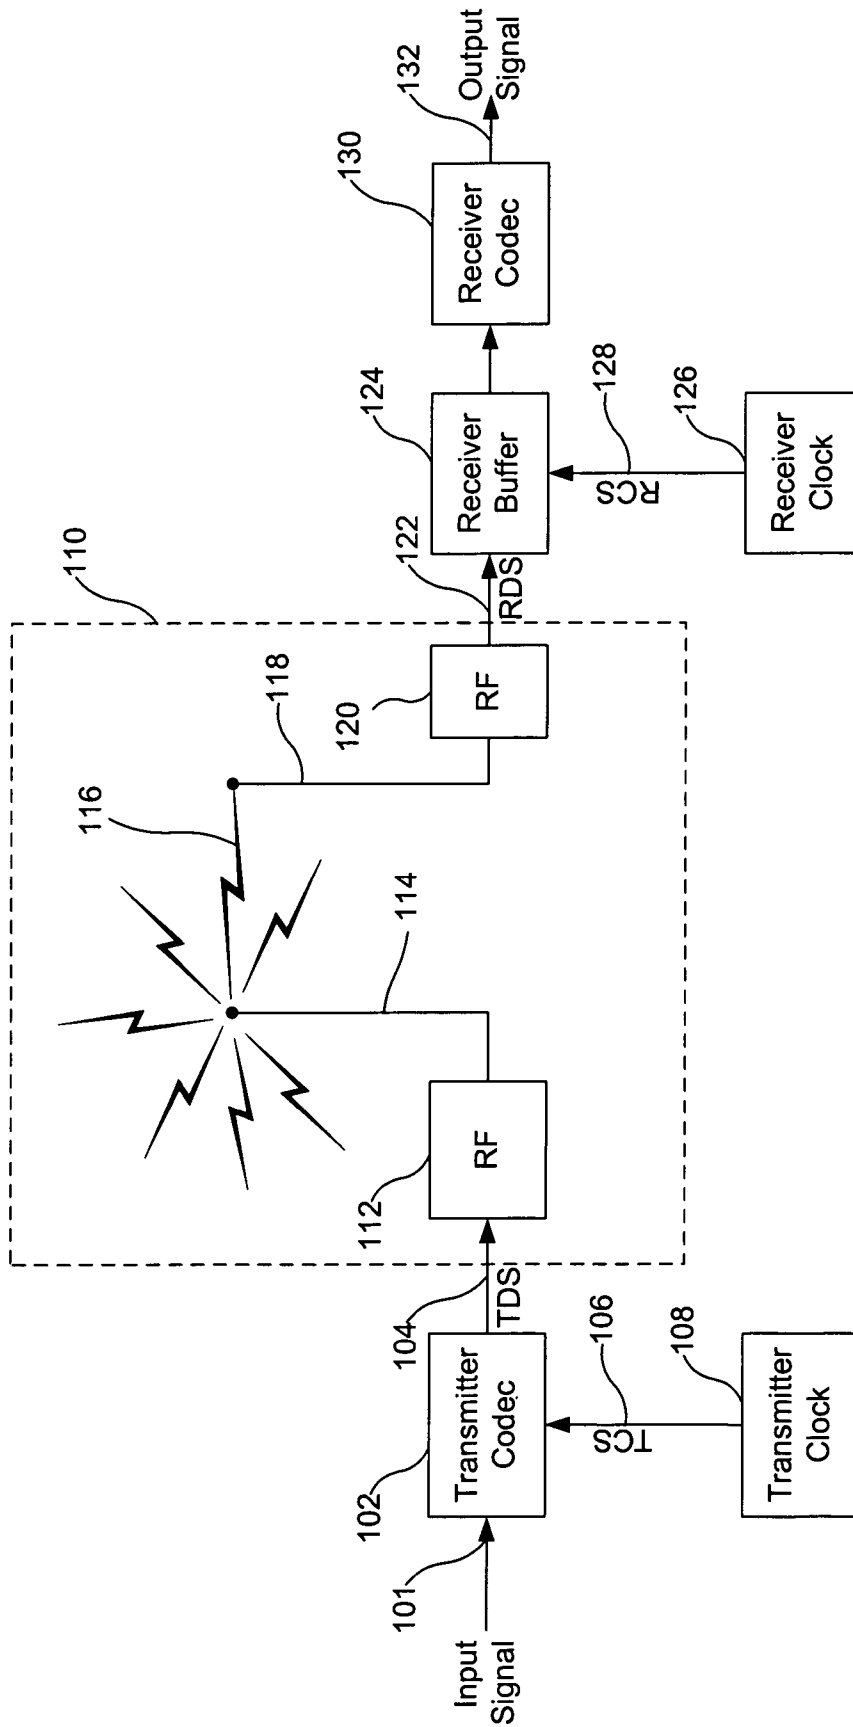 110
116
118
114
112
RF
120
RF
Input
Signal
101
102
Transmitter
Codec
104
TDS
106
TCS
108
Transmitter
Clock
122
RDS
124
Receiver
Buffer
128
RCS
126
Receiver
Clock
130
Receiver
Codec
132
Output
Signal